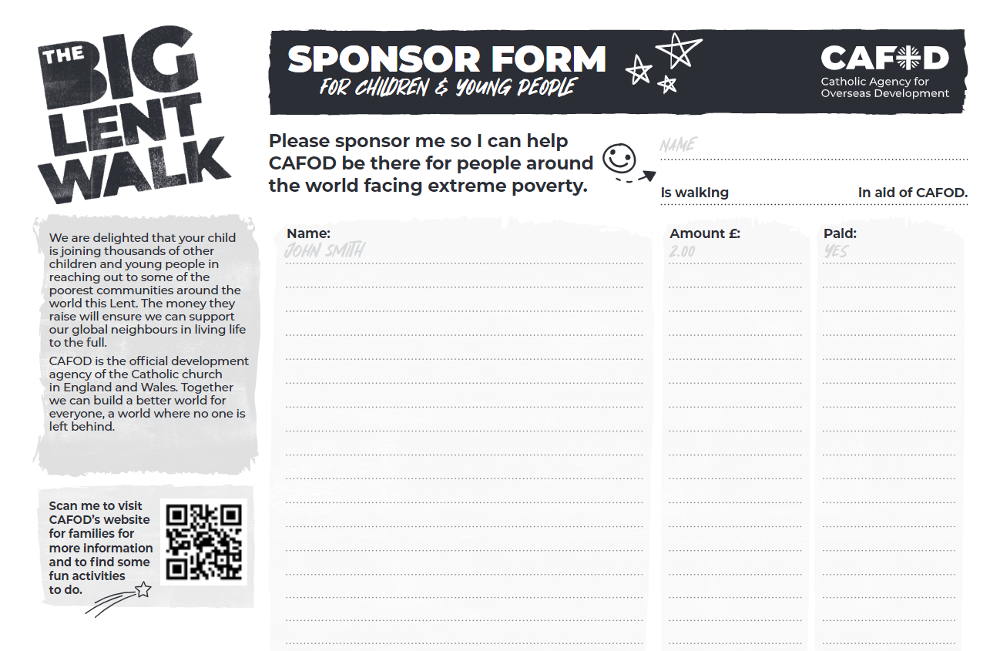 THE
BIG
LENT
WALK
SPONSOR FORM
FOR CHILDREN & YOUNG PEOPLE
CAFOD
Catholic Agency for
Overseas Development
Please sponsor me so I can help
CAFOD be there for people around
the world facing extreme poverty.
NAME
is walking in aid of CAFOD.
We are delighted that your child
is joining thousands of other
children and young people in
reaching out to some of the
poorest communities around the
world this Lent. The money they
raise will ensure we can support
our global neighbours in living life
to the full.
CAFOD is the official development
agency of the Catholic church
in England and Wales. Together
we can build a better world for
everyone, a world where no one is
left behind.
Scan me to visit
CAFOD's website
for families for
more information
and to find some
fun activities
to do.
Name: Amount £: Paid:
JOHN SMITH 2.00 YES